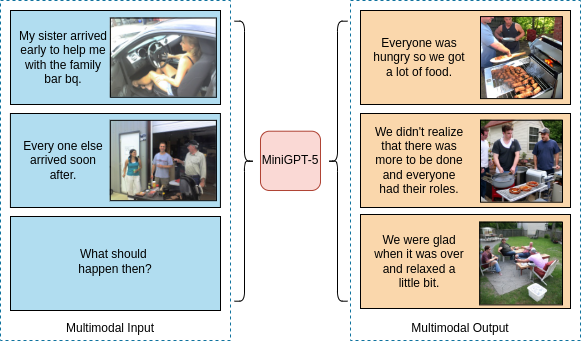 My sister arrived
early to help me
with the family
bar bq.
Every one else
arrived soon
after.
What should
happen then?
Multimodal Input
MiniGPT-5
Everyone was
hungry so we got
a lot of food.
We didn't realize
that there was
more to be done
and everyone
had their roles.
We were glad
when it was over
and relaxed a
little bit.
Multimodal Output